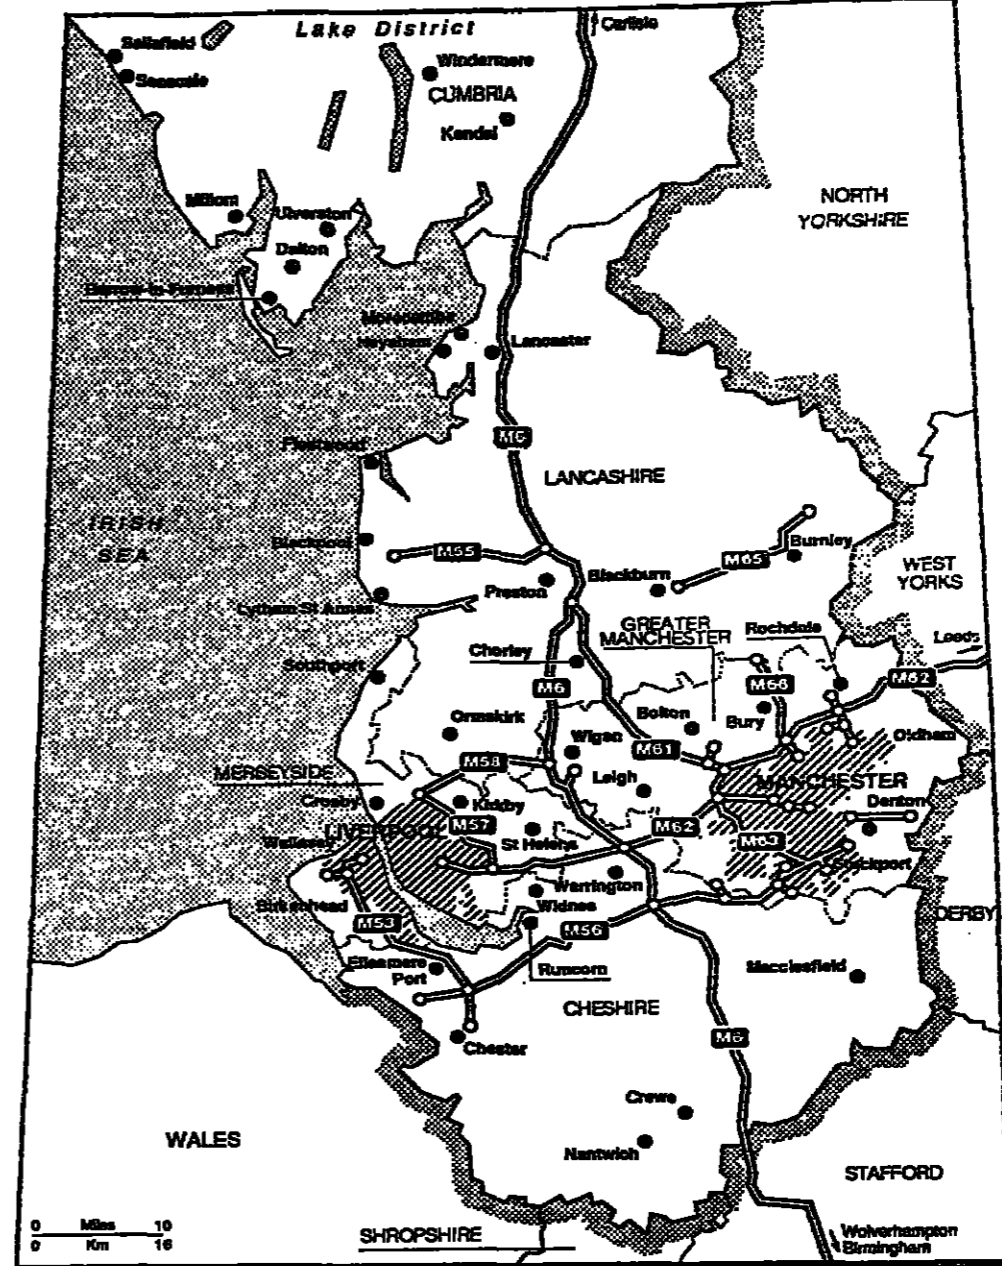 Lake District
Carlisle
Sellafield
Seascale
Windermere
CUMBRIA
Kendal
NORTH
YORKSHIRE
Millom
Ulverston
Dalton
Barrow-in-Furness
Morecambe
Heysham
Lancaster
M6
Fleetwood
LANCASHIRE
IRISH
SEA
Blackpool
M55
M65
Burnley
Preston
Blackburn
WEST
YORKS
Lytham St Annes
GREATER
MANCHESTER
Rochdale
Leeds
Chorley
Southport
M6
M66
M62
Ormskirk
Bolton
Bury
Wigan
M61
Oldham
M58
MERSEYSIDE
Leigh
MANCHESTER
Crosby
Kirkby
Denton
LIVERPOOL
M57
M62
Wallasey
St Helens
M63
Stockport
Warrington
Birkenhead
Widnes
M53
M56
DERBY
Ellesmere
Port
Runcorn
Macclesfield
CHESHIRE
Chester
M6
Crewe
WALES
Nantwich
STAFFORD
0 Miles 10
0 Km 16
SHROPSHIRE
Wolverhampton
Birmingham